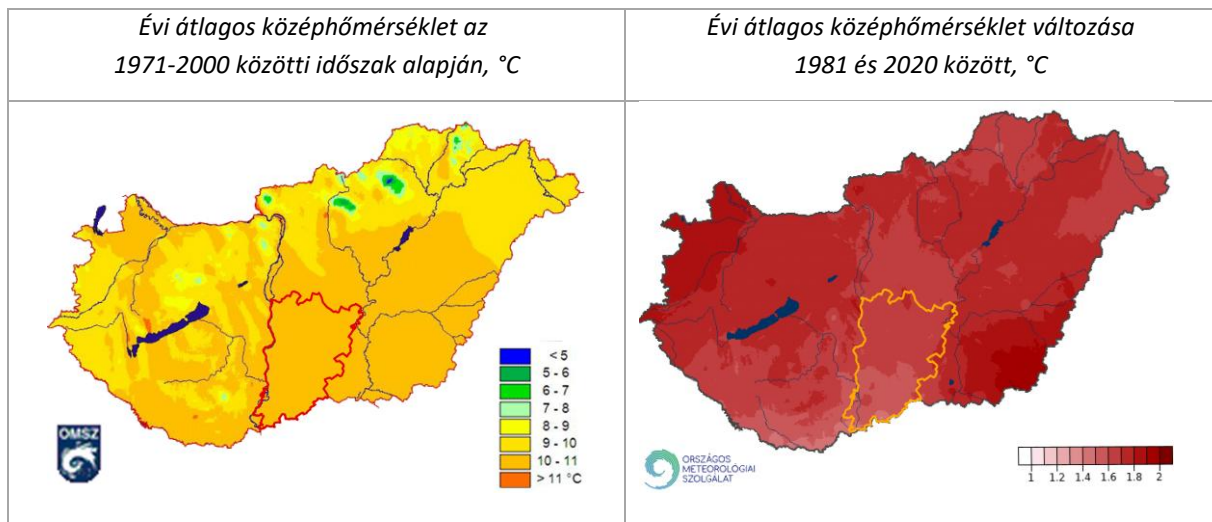 Évi átlagos középhőmérséklet az
1971-2000 közötti időszak alapján, °C
Évi átlagos középhőmérséklet változása
1981 és 2020 között, °C
< 5
5 - 6
6 - 7
7 - 8
8 - 9
9 - 10
10 - 11
> 11 °C
OMSZ
ORSZÁGOS
METEOROLÓGIAI
SZOLGÁLAT
1 1.2 1.4 1.6 1.8 2